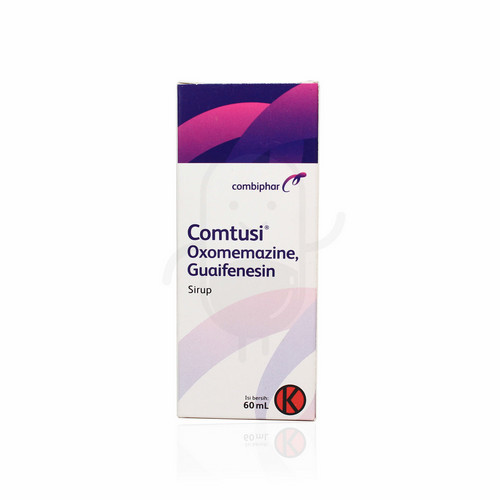 combiphar
Comtusi®
Oxomemazine,
Guaifenesin
Sirup
Isi bersih:
60 mL
K